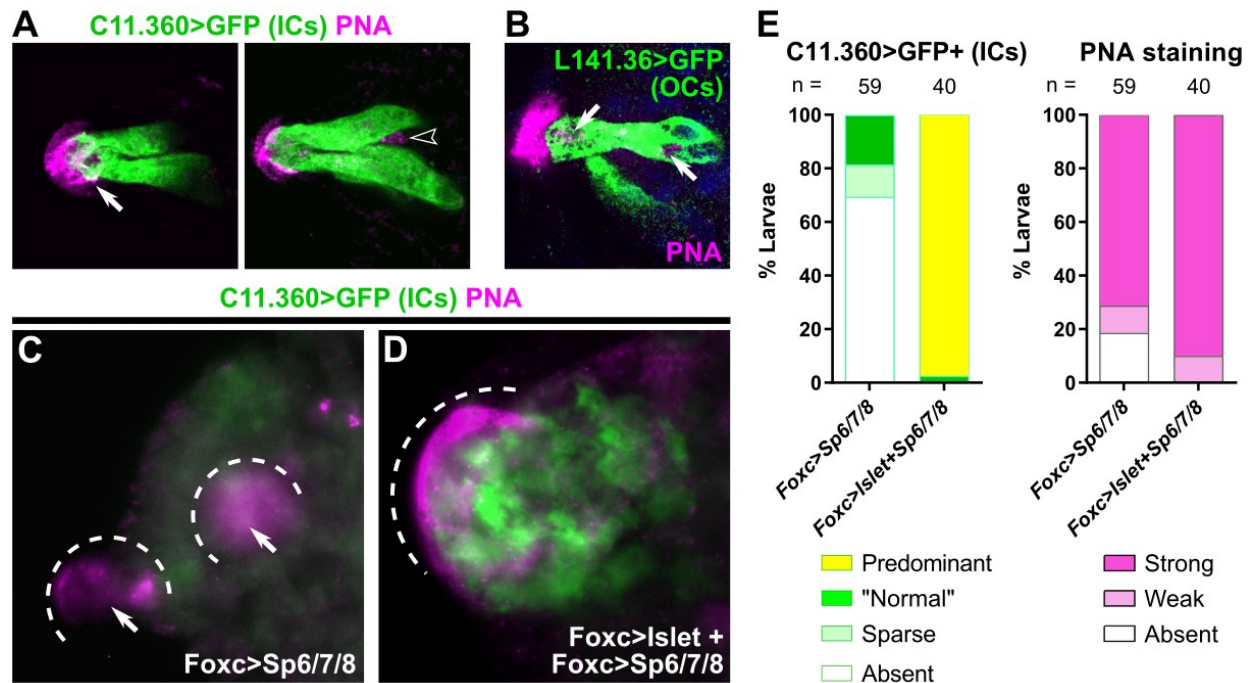 A
C11.360>GFP (ICs) PNA
B
L141.36>GFP
(OCs)
PNA
C11.360>GFP (ICs) PNA
C
Foxc>Sp6/7/8
D
Foxc>Islet +
Foxc>Sp6/7/8
E
C11.360>GFP+ (ICs)
n = 59 40
% Larvae
100
80
60
40
20
0
Foxc>Sp6/7/8
Foxc>Islet+Sp6/7/8
Predominant
"Normal"
Sparse
Absent
PNA staining
n = 59 40
% Larvae
100
80
60
40
20
0
Foxc>Sp6/7/8
Foxc>Islet+Sp6/7/8
Strong
Weak
Absent